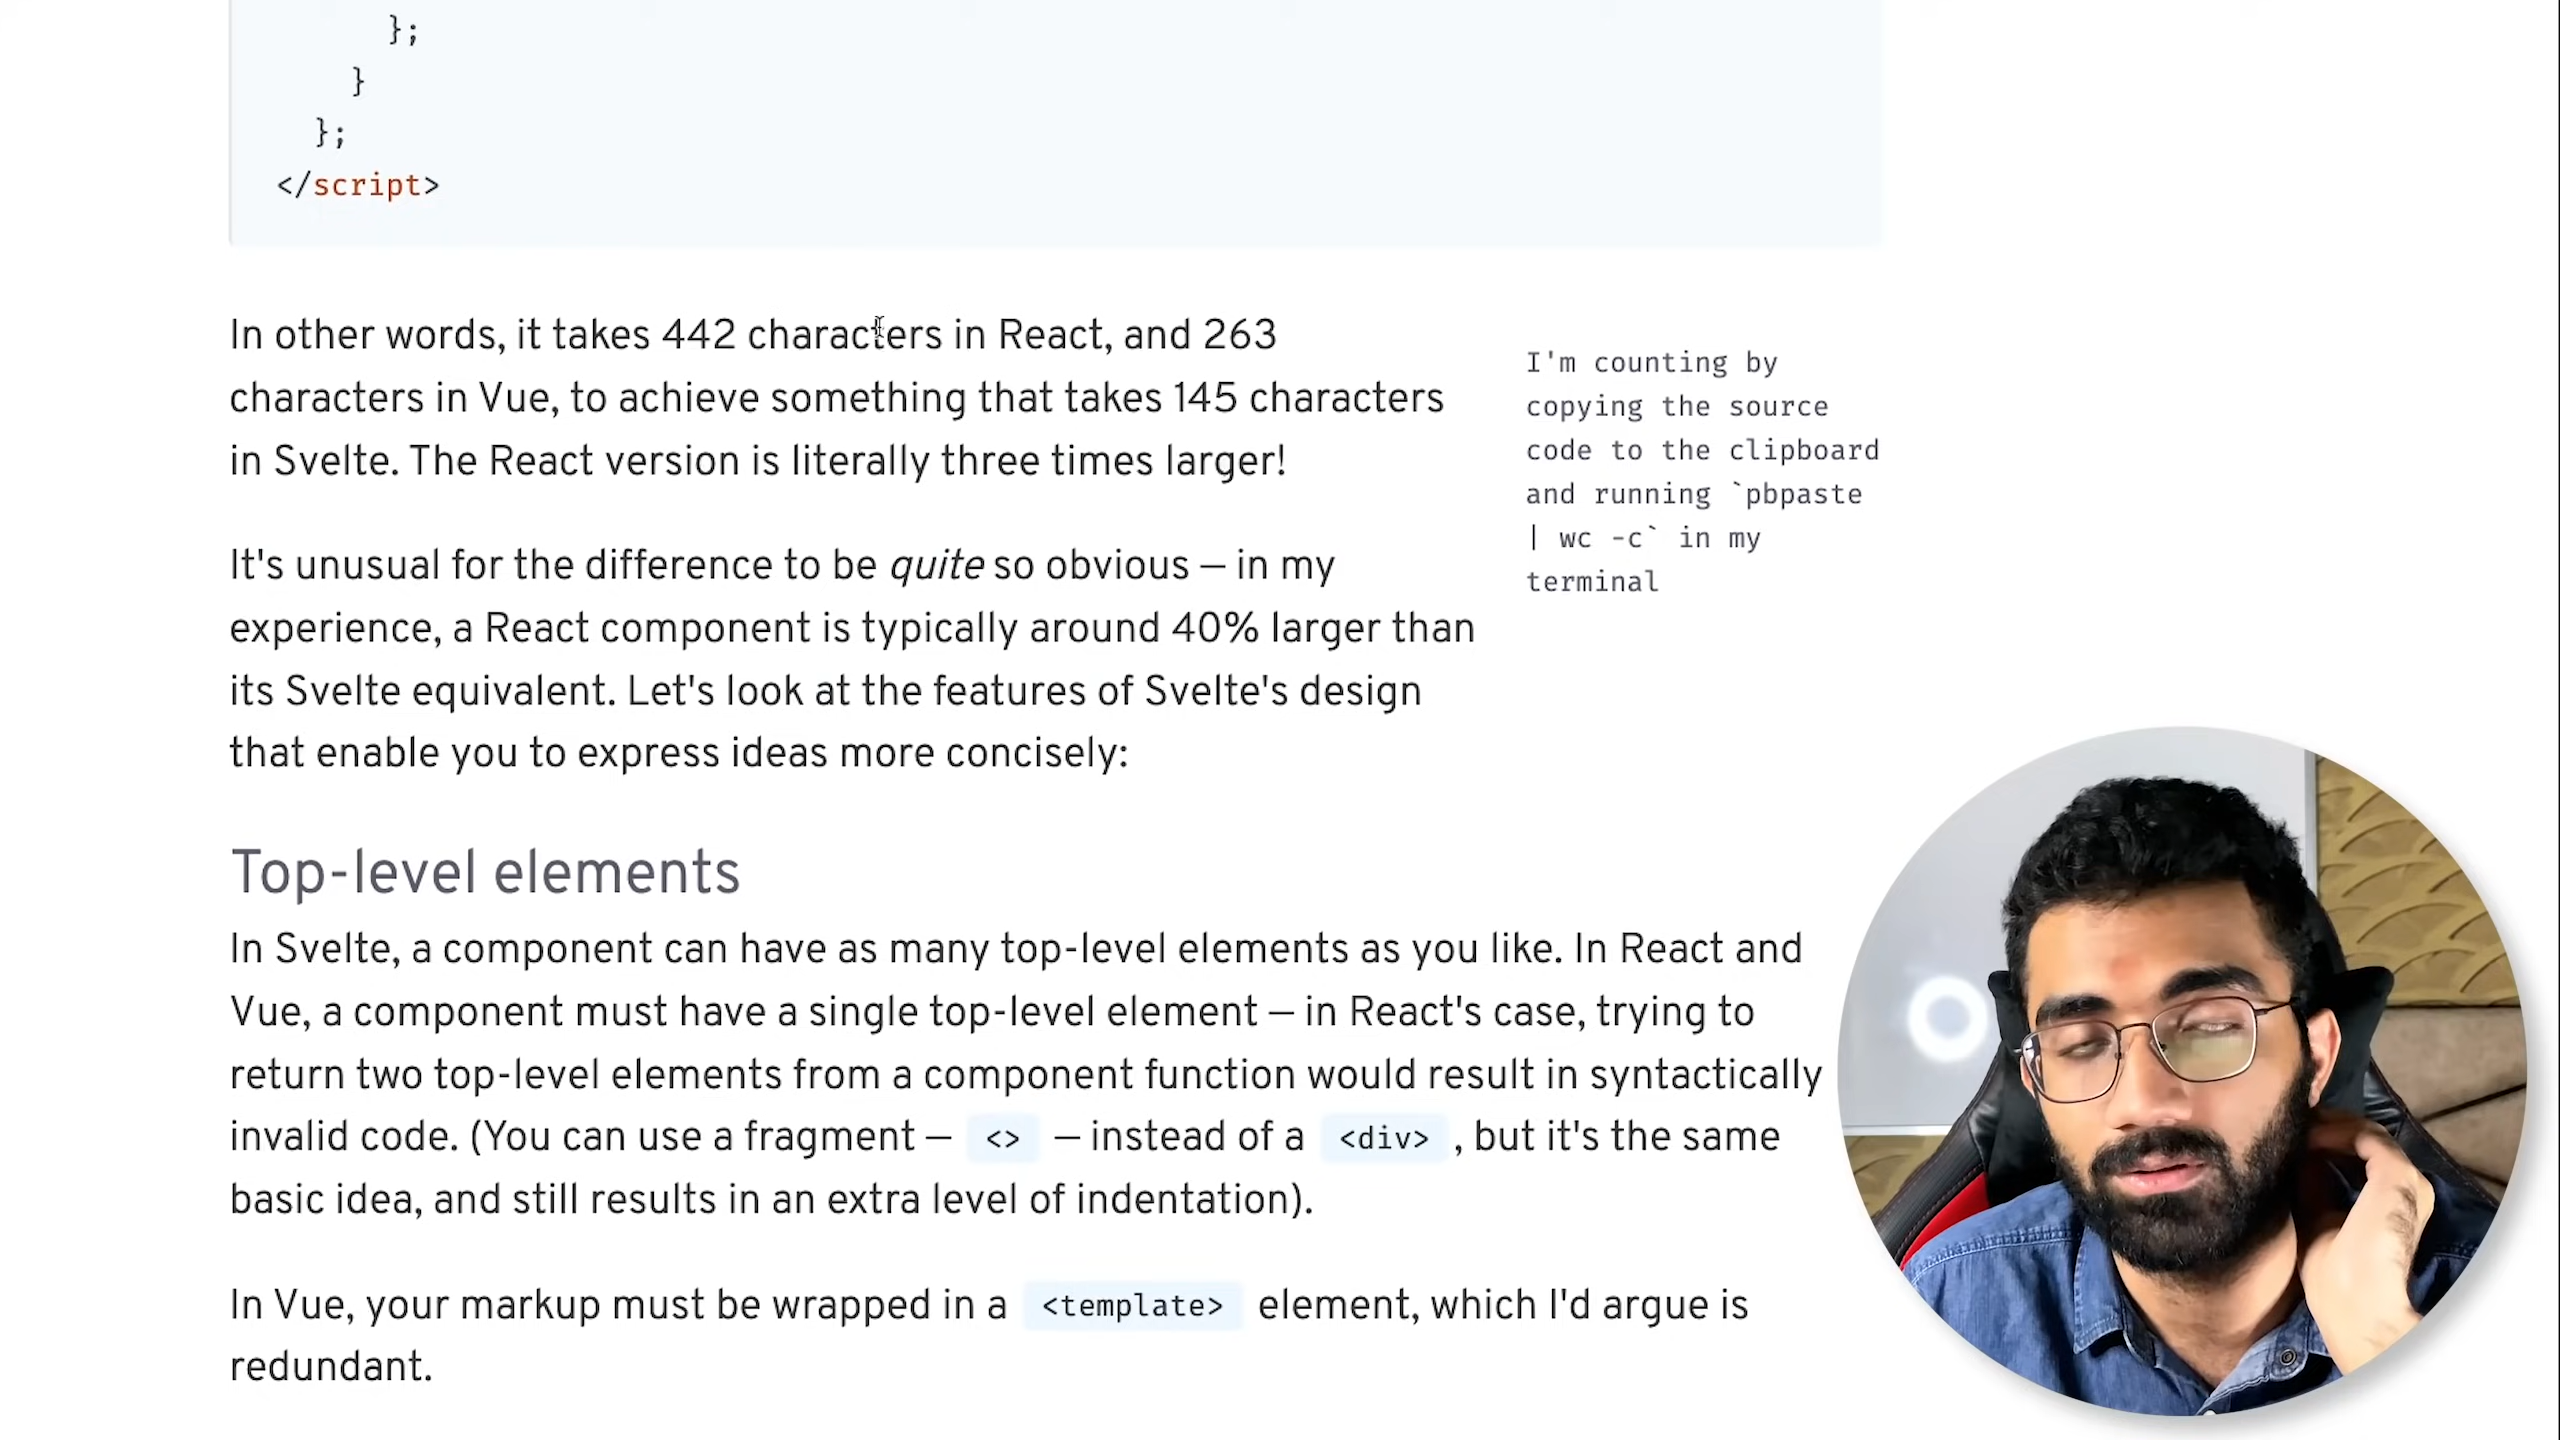 };
}
};
</script>
In other words, it takes 442 characters in React, and 263
characters in Vue, to achieve something that takes 145 characters
in Svelte. The React version is literally three times larger!
I'm counting by
copying the source
code to the clipboard
and running `pbpaste
| wc -c` in my
terminal
It's unusual for the difference to be quite so obvious — in my
experience, a React component is typically around 40% larger than
its Svelte equivalent. Let's look at the features of Svelte's design
that enable you to express ideas more concisely:
Top-level elements
In Svelte, a component can have as many top-level elements as you like. In React and
Vue, a component must have a single top-level element — in React's case, trying to
return two top-level elements from a component function would result in syntactically
invalid code. (You can use a fragment — <> — instead of a <div> , but it's the same
basic idea, and still results in an extra level of indentation).
In Vue, your markup must be wrapped in a <template> element, which I'd argue is
redundant.